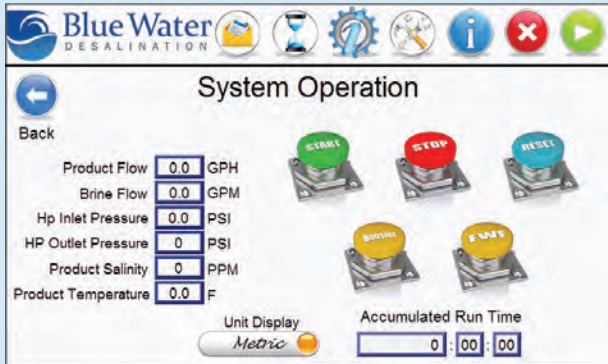 Blue Water
DESALINATION
System Operation
Back
START
STOP
RESET
Product Flow 0.0 GPH
Brine Flow 0.0 GPM
Hp Inlet Pressure 0.0 PSI
HP Outlet Pressure 0 PSI
Product Salinity 0 PPM
Product Temperature 0.0 F
BOOSTER
FWF
Unit Display
Metric
Accumulated Run Time
0 : 00 : 00